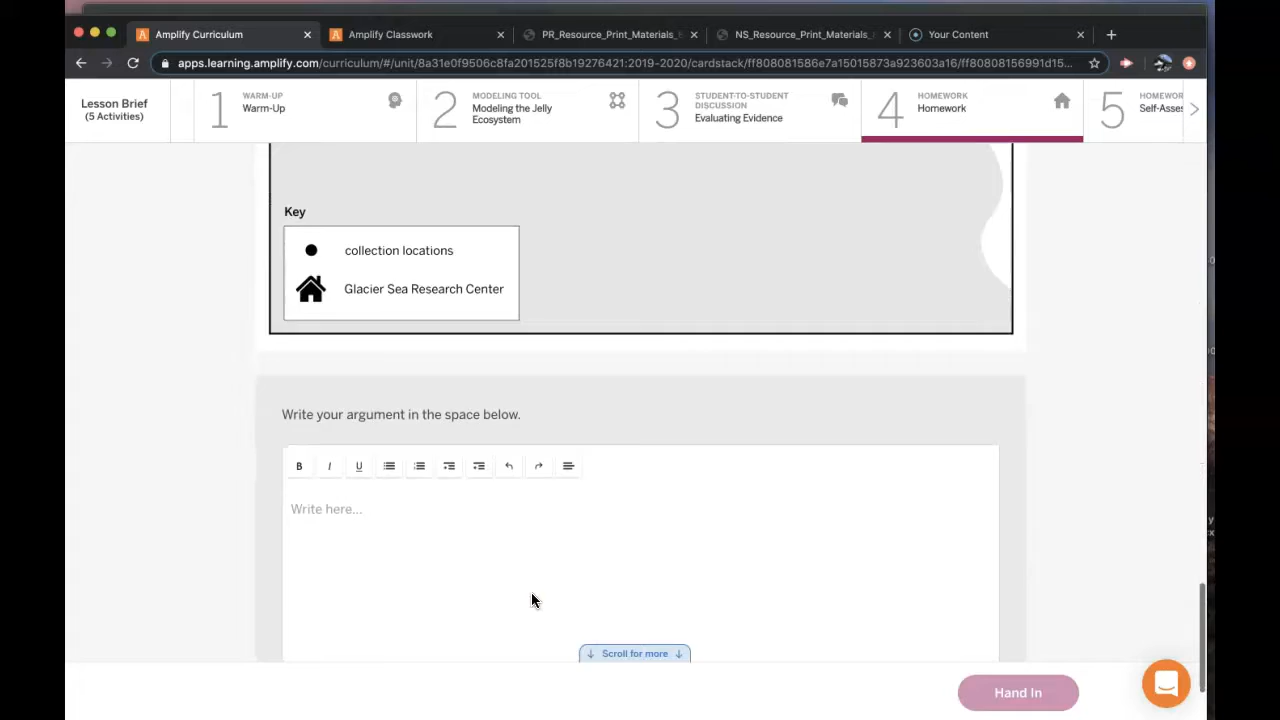 Amplify Curriculum
Amplify Classwork
PR_Resource_Print_Materials_
NS_Resource_Print_Materials_
Your Content
apps.learning.amplify.com/curriculum/#/unit/8a31e0f9506c8fa201525f8b19276421:2019-2020/cardstack/ff808081586e7a15015873a923603a16/ff80808156991d15...
Lesson Brief
(5 Activities)
1
WARM-UP
Warm-Up
2
MODELING TOOL
Modeling the Jelly
Ecosystem
3
STUDENT-TO-STUDENT
DISCUSSION
Evaluating Evidence
4
HOMEWORK
Homework
5
HOMEWOR
Self-Asses
Key
collection locations
Glacier Sea Research Center
Write your argument in the space below.
B I U
Write here...
Scroll for more
Hand In